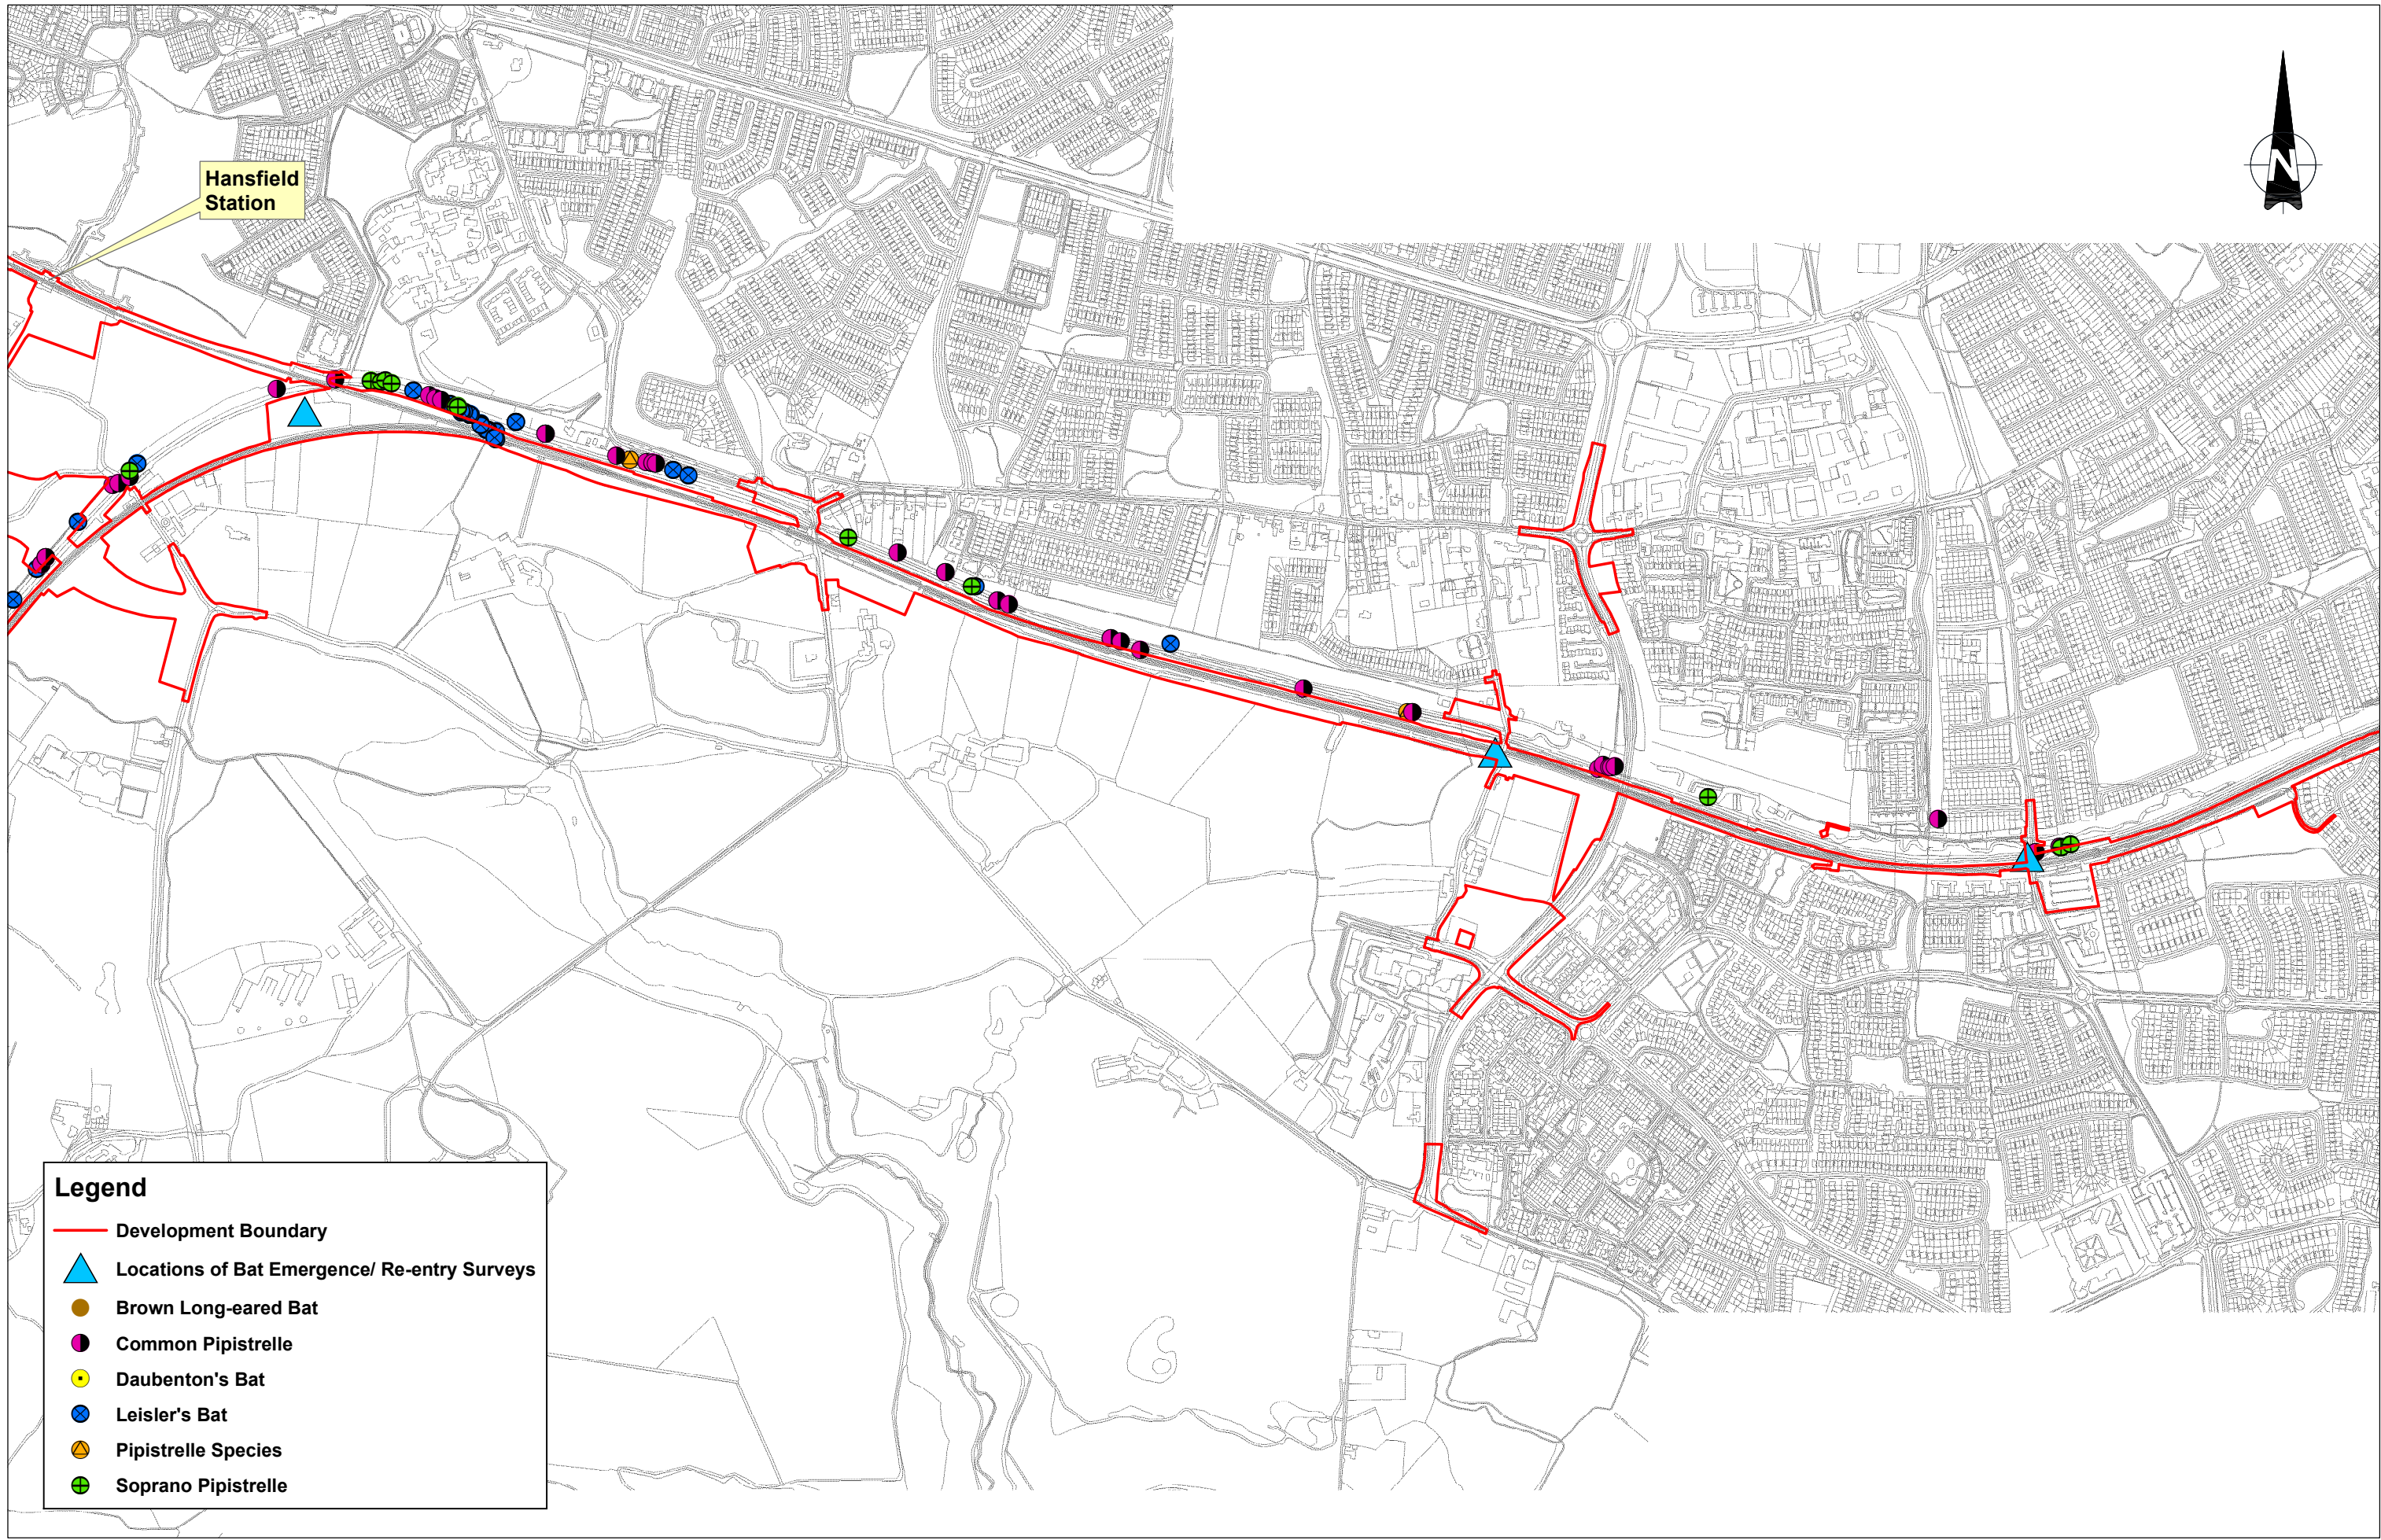 Hansfield
Station
N
Legend
Development Boundary
Locations of Bat Emergence/ Re-entry Surveys
Brown Long-eared Bat
Common Pipistrelle
Daubenton's Bat
Leisler's Bat
Pipistrelle Species
Soprano Pipistrelle